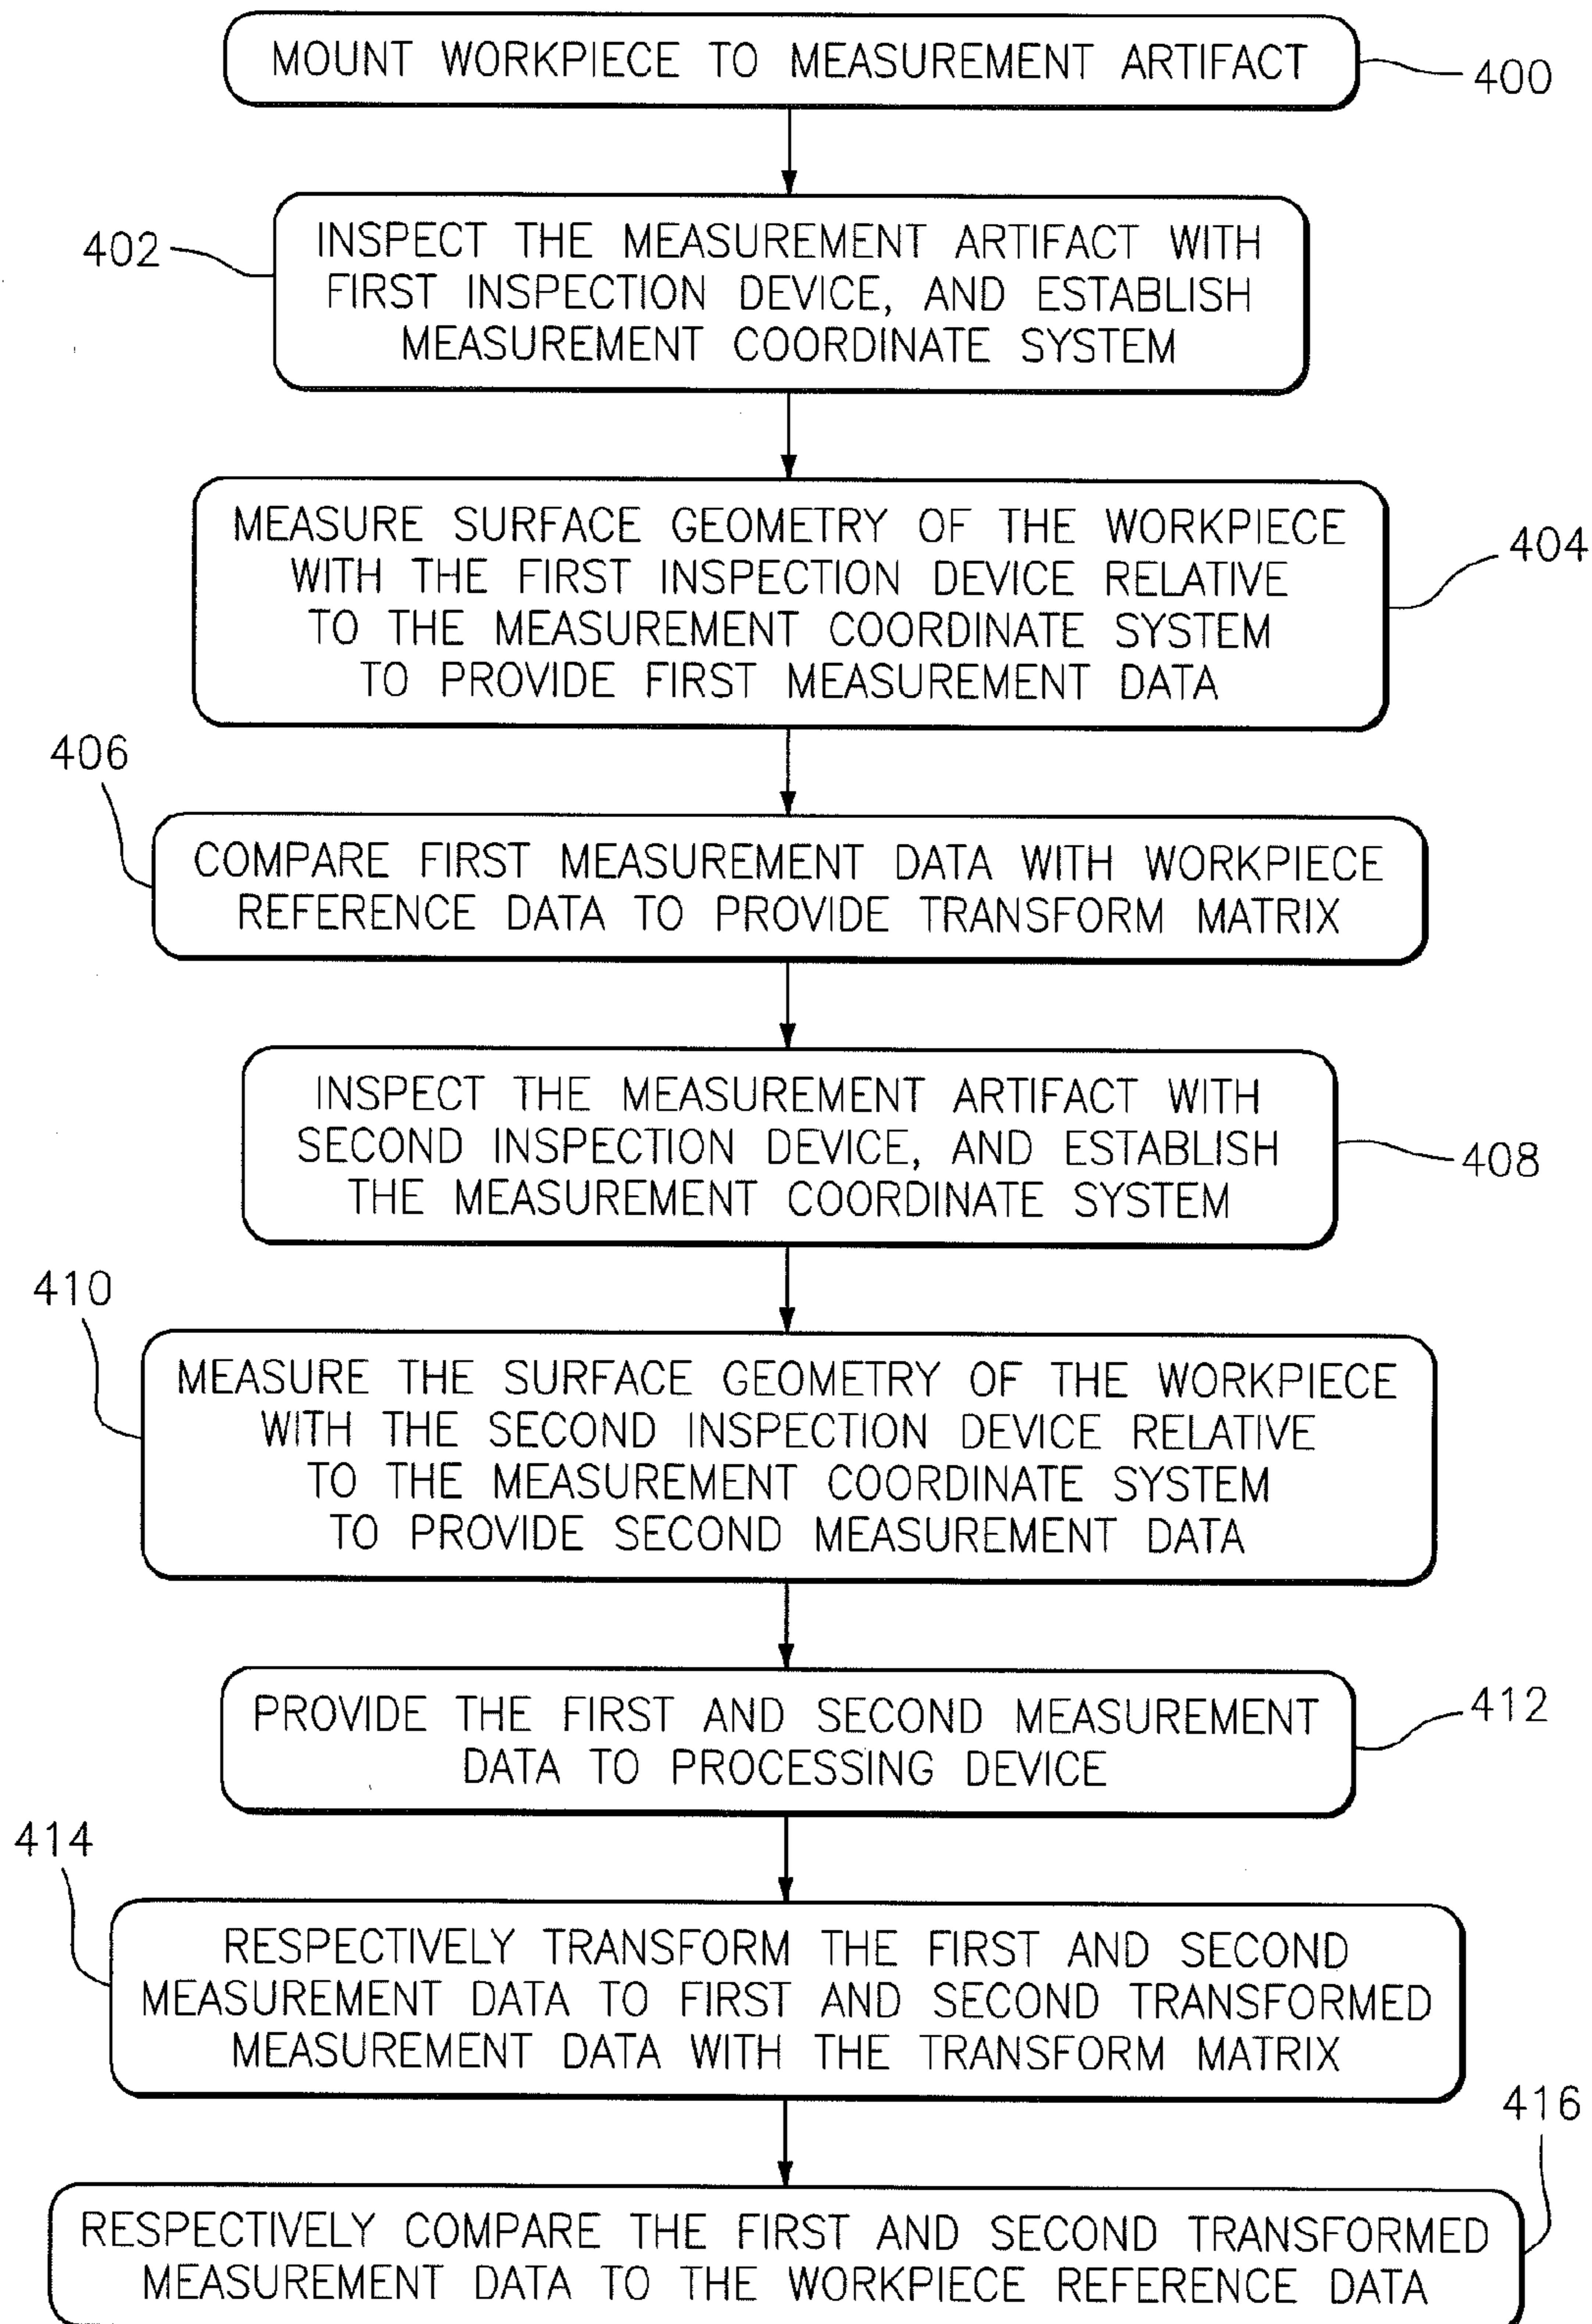 MOUNT WORKPIECE TO MEASUREMENT ARTIFACT
400
402
INSPECT THE MEASUREMENT ARTIFACT WITH
FIRST INSPECTION DEVICE, AND ESTABLISH
MEASUREMENT COORDINATE SYSTEM
MEASURE SURFACE GEOMETRY OF THE WORKPIECE
WITH THE FIRST INSPECTION DEVICE RELATIVE
TO THE MEASUREMENT COORDINATE SYSTEM
TO PROVIDE FIRST MEASUREMENT DATA
404
406
COMPARE FIRST MEASUREMENT DATA WITH WORKPIECE
REFERENCE DATA TO PROVIDE TRANSFORM MATRIX
INSPECT THE MEASUREMENT ARTIFACT WITH
SECOND INSPECTION DEVICE, AND ESTABLISH
THE MEASUREMENT COORDINATE SYSTEM
408
410
MEASURE THE SURFACE GEOMETRY OF THE WORKPIECE
WITH THE SECOND INSPECTION DEVICE RELATIVE
TO THE MEASUREMENT COORDINATE SYSTEM
TO PROVIDE SECOND MEASUREMENT DATA
PROVIDE THE FIRST AND SECOND MEASUREMENT
DATA TO PROCESSING DEVICE
412
414
RESPECTIVELY TRANSFORM THE FIRST AND SECOND
MEASUREMENT DATA TO FIRST AND SECOND TRANSFORMED
MEASUREMENT DATA WITH THE TRANSFORM MATRIX
416
RESPECTIVELY COMPARE THE FIRST AND SECOND TRANSFORMED
MEASUREMENT DATA TO THE WORKPIECE REFERENCE DATA